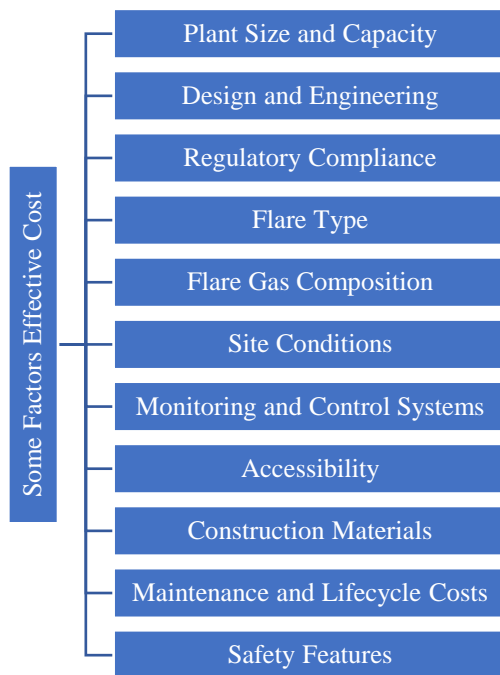 Some Factors Effective Cost
Plant Size and Capacity
Design and Engineering
Regulatory Compliance
Flare Type
Flare Gas Composition
Site Conditions
Monitoring and Control Systems
Accessibility
Construction Materials
Maintenance and Lifecycle Costs
Safety Features